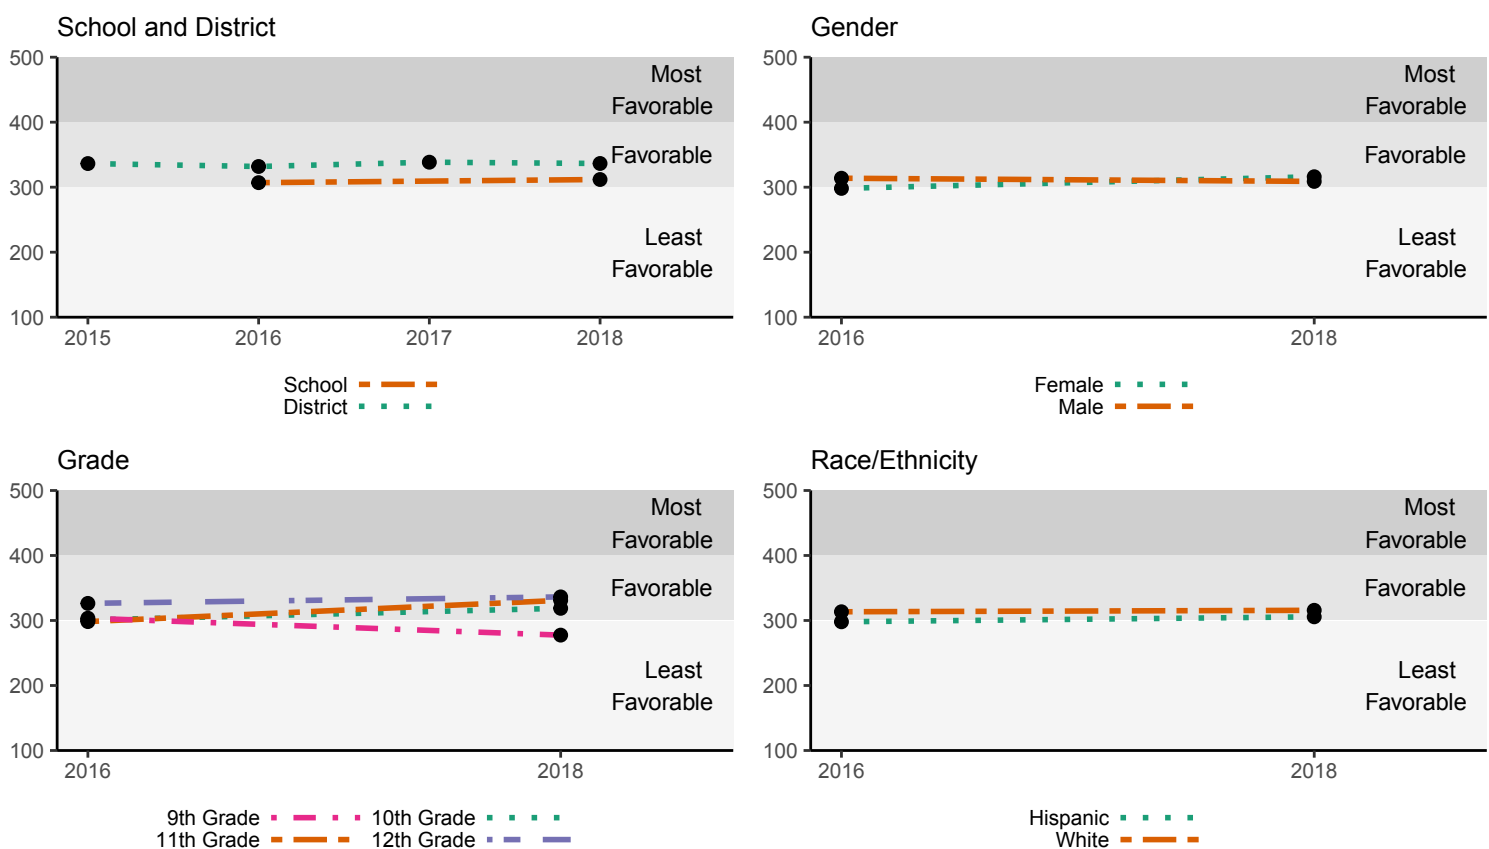 School and District
500
400
300
200
100
Most
Favorable
Favorable
Least
Favorable
2015 2016 2017 2018
School
District
Gender
500
400
300
200
100
Most
Favorable
Favorable
Least
Favorable
2016 2018
Female
Male
Grade
500
400
300
200
100
Most
Favorable
Favorable
Least
Favorable
2016 2018
9th Grade 10th Grade
11th Grade 12th Grade
Race/Ethnicity
500
400
300
200
100
Most
Favorable
Favorable
Least
Favorable
2016 2018
Hispanic
White